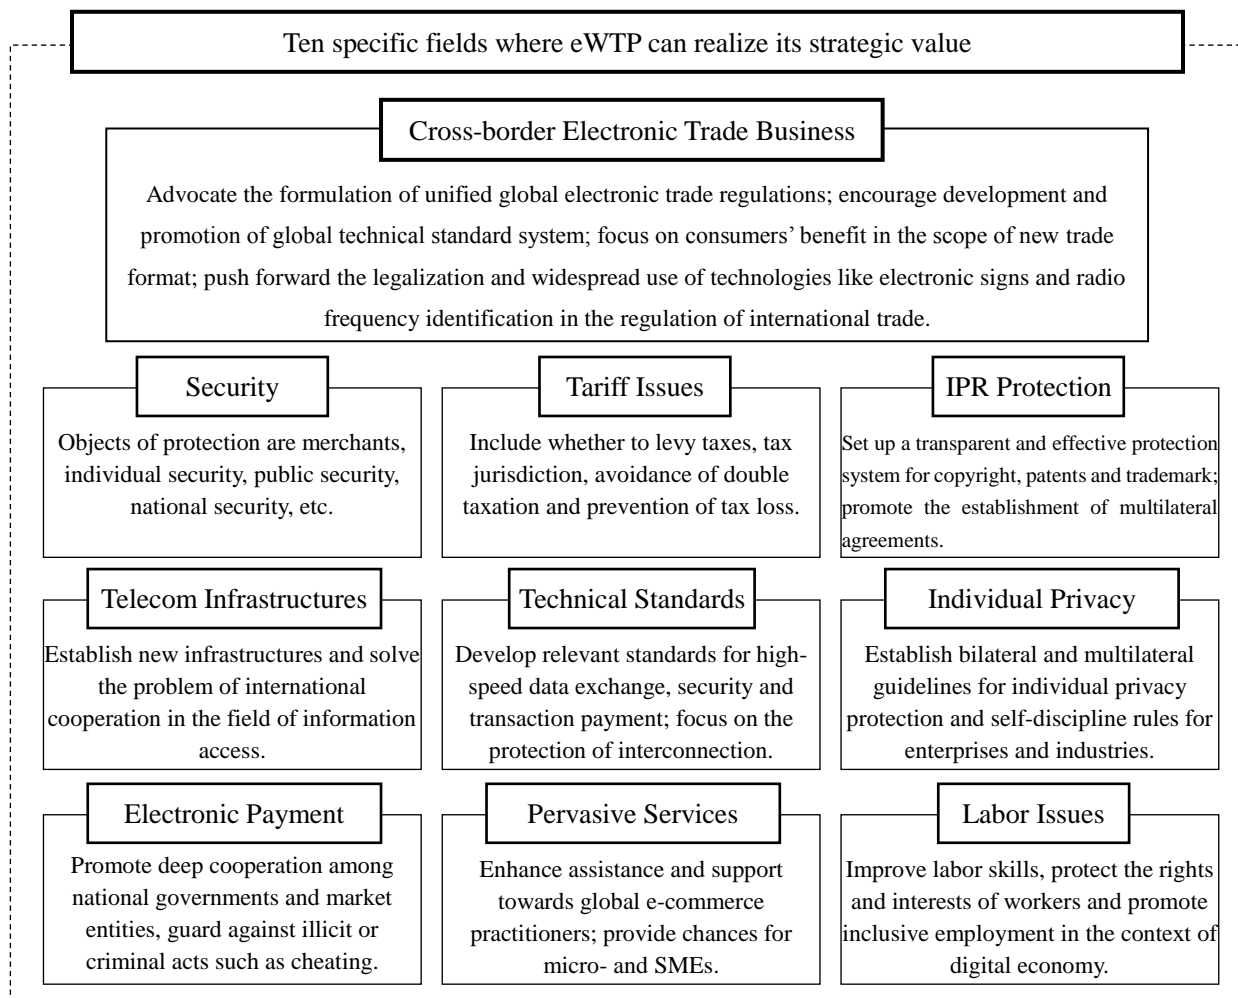 Ten specific fields where eWTP can realize its strategic value
Cross-border Electronic Trade Business
Advocate the formulation of unified global electronic trade regulations; encourage development and
promotion of global technical standard system; focus on consumers’ benefit in the scope of new trade
format; push forward the legalization and widespread use of technologies like electronic signs and radio
frequency identification in the regulation of international trade.
Security
Objects of protection are merchants,
individual security, public security,
national security, etc.
Tariff Issues
Include whether to levy taxes, tax
jurisdiction, avoidance of double
taxation and prevention of tax loss.
IPR Protection
Set up a transparent and effective protection
system for copyright, patents and trademark;
promote the establishment of multilateral
agreements.
Telecom Infrastructures
Establish new infrastructures and solve
the problem of international
cooperation in the field of information
access.
Technical Standards
Develop relevant standards for high-
speed data exchange, security and
transaction payment; focus on the
protection of interconnection.
Individual Privacy
Establish bilateral and multilateral
guidelines for individual privacy
protection and self-discipline rules for
enterprises and industries.
Electronic Payment
Promote deep cooperation among
national governments and market
entities, guard against illicit or
criminal acts such as cheating.
Pervasive Services
Enhance assistance and support
towards global e-commerce
practitioners; provide chances for
micro- and SMEs.
Labor Issues
Improve labor skills, protect the rights
and interests of workers and promote
inclusive employment in the context of
digital economy.